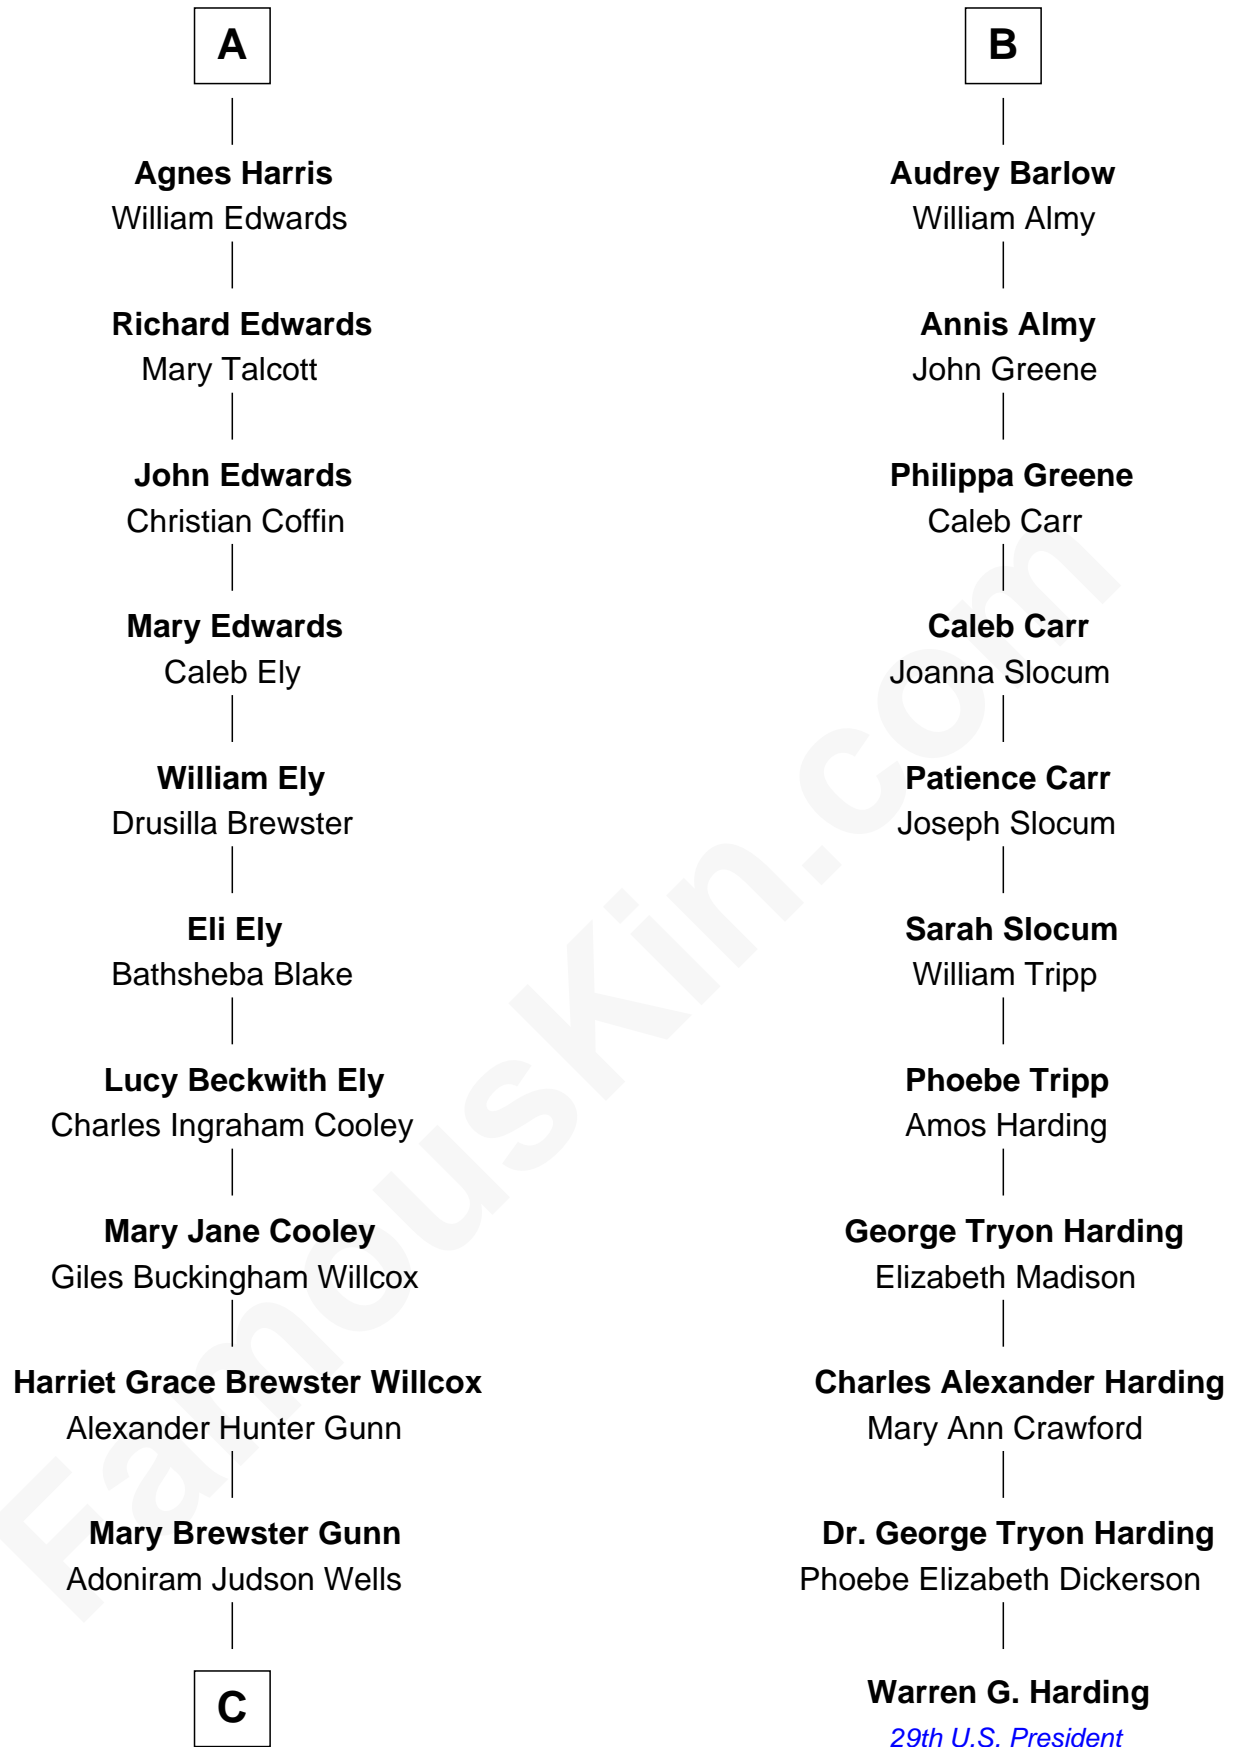 A
Agnes Harris
William Edwards
Richard Edwards
Mary Talcott
John Edwards
Christian Coffin
Mary Edwards
Caleb Ely
William Ely
Drusilla Brewster
Eli Ely
Bathsheba Blake
Lucy Beckwith Ely
Charles Ingraham Cooley
Mary Jane Cooley
Giles Buckingham Willcox
Harriet Grace Brewster Willcox
Alexander Hunter Gunn
Mary Brewster Gunn
Adoniram Judson Wells
C
B
Audrey Barlow
William Almy
Annis Almy
John Greene
Philippa Greene
Caleb Carr
Caleb Carr
Joanna Slocum
Patience Carr
Joseph Slocum
Sarah Slocum
William Tripp
Phoebe Tripp
Amos Harding
George Tryon Harding
Elizabeth Madison
Charles Alexander Harding
Mary Ann Crawford
Dr. George Tryon Harding
Phoebe Elizabeth Dickerson
Warren G. Harding
29th U.S. President
FamousKin.com